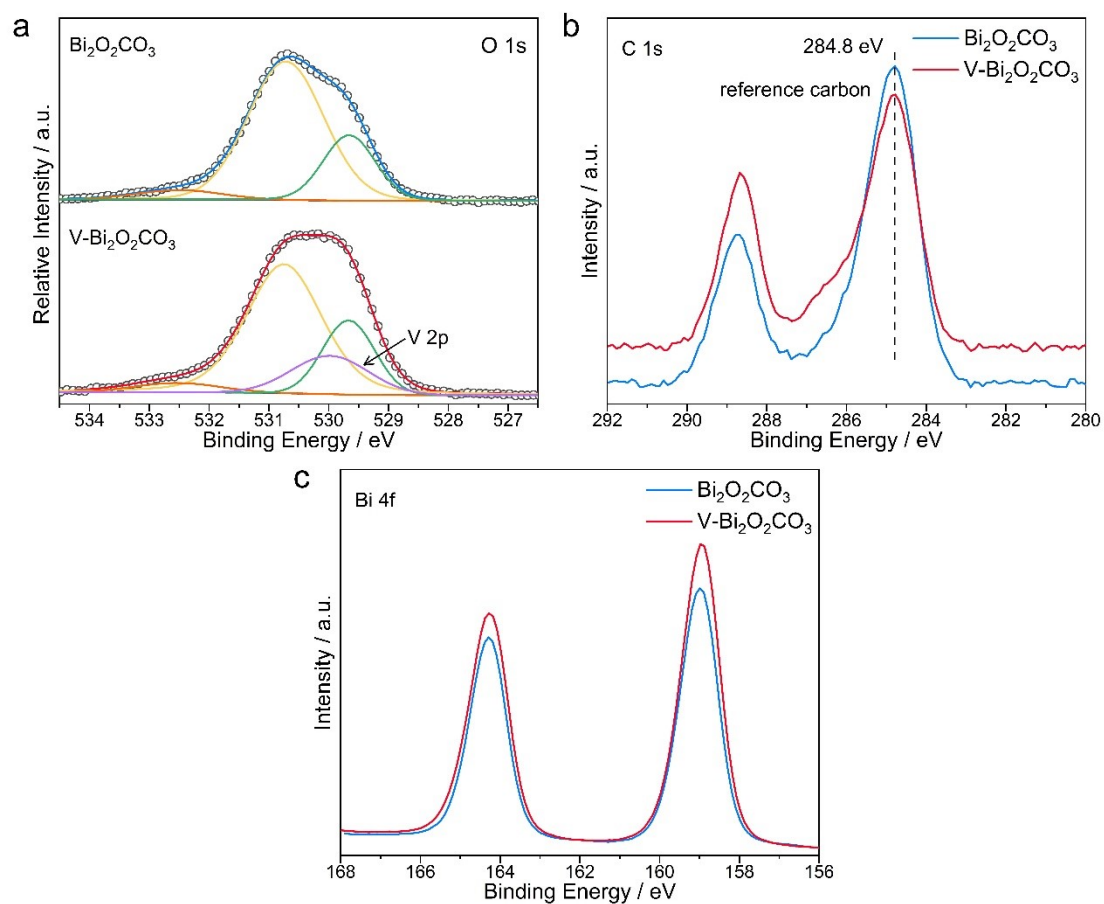 a
Bi₂O₂CO₃
O 1s
V-Bi₂O₂CO₃
V 2p
Relative Intensity / a.u.
534 533 532 531 530 529 528 527
Binding Energy / eV
b
C 1s
284.8 eV
reference carbon
Bi₂O₂CO₃
V-Bi₂O₂CO₃
Intensity / a.u.
292 290 288 286 284 282 280
Binding Energy / eV
c
Bi 4f
Bi₂O₂CO₃
V-Bi₂O₂CO₃
Intensity / a.u.
168 166 164 162 160 158 156
Binding Energy / eV